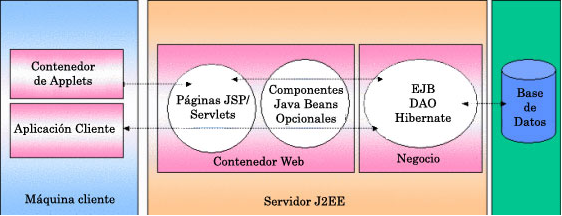 Contenedor
de Applets
Aplicación Cliente
Máquina cliente
Páginas JSP/
Servlets
Componentes
Java Beans
Opcionales
Contenedor Web
EJB
DAO
Hibernate
Negocio
Servidor J2EE
Base
de
Datos